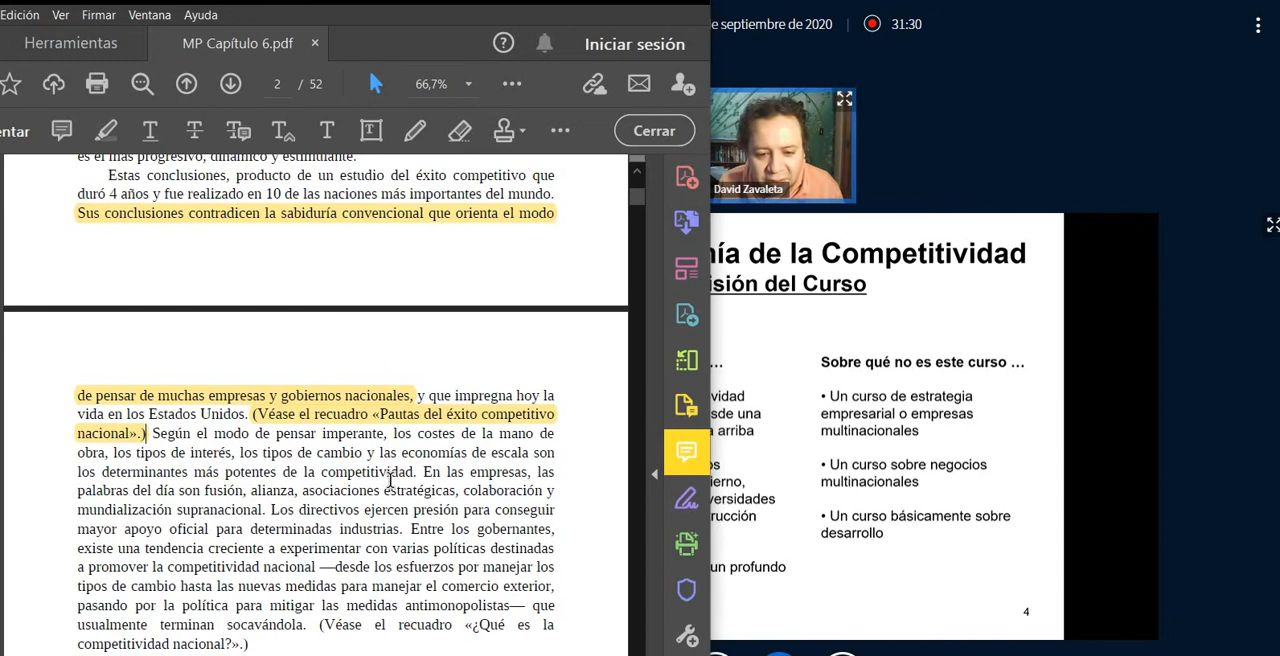 Edición Ver Firmar Ventana Ayuda
Herramientas MP Capítulo 6.pdf × ? Iniciar sesión
2 / 52 66,7%
entar Cerrar
es el más progresivo, dinámico y estimulante.
Estas conclusiones, producto de un estudio del éxito competitivo que
duró 4 años y fue realizado en 10 de las naciones más importantes del mundo.
Sus conclusiones contradicen la sabiduría convencional que orienta el modo
de pensar de muchas empresas y gobiernos nacionales, y que impregna hoy la
vida en los Estados Unidos. (Véase el recuadro «Pautas del éxito competitivo
nacional».) Según el modo de pensar imperante, los costes de la mano de
obra, los tipos de interés, los tipos de cambio y las economías de escala son
los determinantes más potentes de la competitividad. En las empresas, las
palabras del día son fusión, alianza, asociaciones estratégicas, colaboración y
mundialización supranacional. Los directivos ejercen presión para conseguir
mayor apoyo oficial para determinadas industrias. Entre los gobernantes,
existe una tendencia creciente a experimentar con varias políticas destinadas
a promover la competitividad nacional —desde los esfuerzos por manejar los
tipos de cambio hasta las nuevas medidas para manejar el comercio exterior,
pasando por la política para mitigar las medidas antimonopolistas— que
usualmente terminan socavándola. (Véase el recuadro «¿Qué es la
competitividad nacional?».)
e septiembre de 2020 | 31:30
David Zavaleta
ía de la Competitividad
isión del Curso
...
vidad
sde una
a arriba
os
ierno,
versidades
rucción
un profundo
Sobre qué no es este curso ...
• Un curso de estrategia
empresarial o empresas
multinacionales
• Un curso sobre negocios
multinacionales
• Un curso básicamente sobre
desarrollo
4